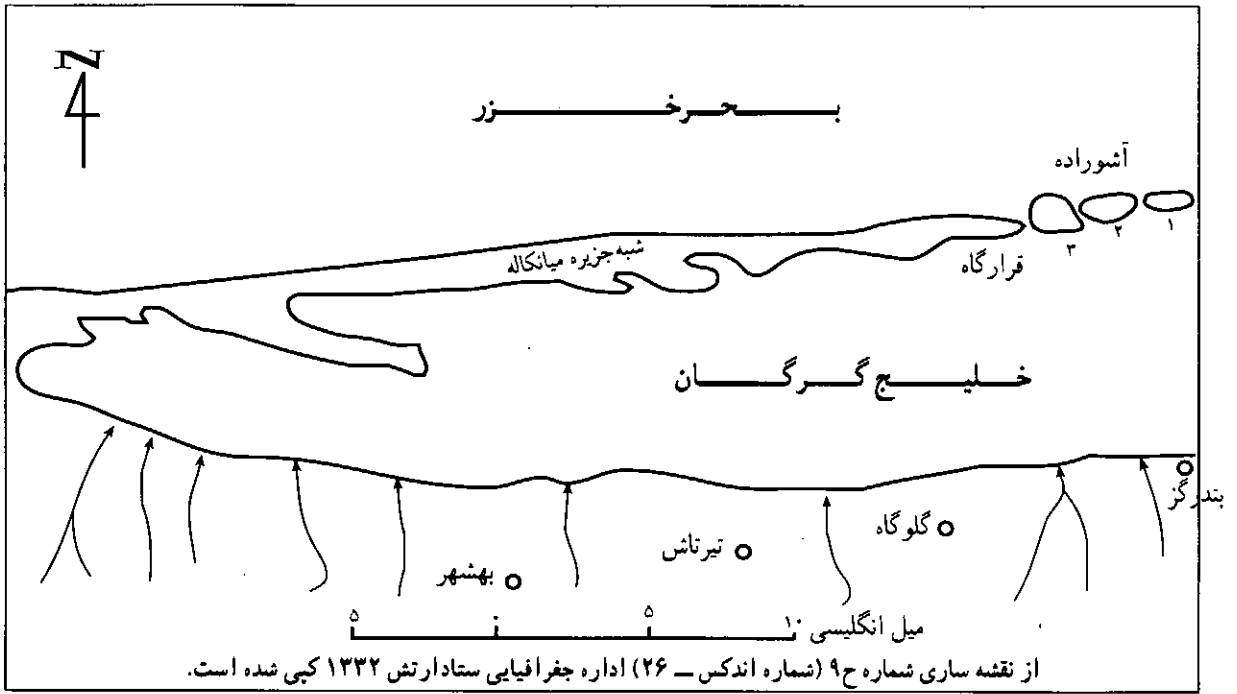 N
بحر خزر
آشوراده
۱
۲
۳
شبه‌جزیره میانکاله
قرارگاه
خلیج گرگان
بندرگز
گلوگاه
تیرتاش
بهشهر
۵ ۰ ۵ ۱۰ میل انگلیسی
از نقشه ساری شماره ح۹ (شماره اندکس ــ ۲۶) اداره جغرافیایی ستاد ارتش ۱۳۳۲ کپی شده است.